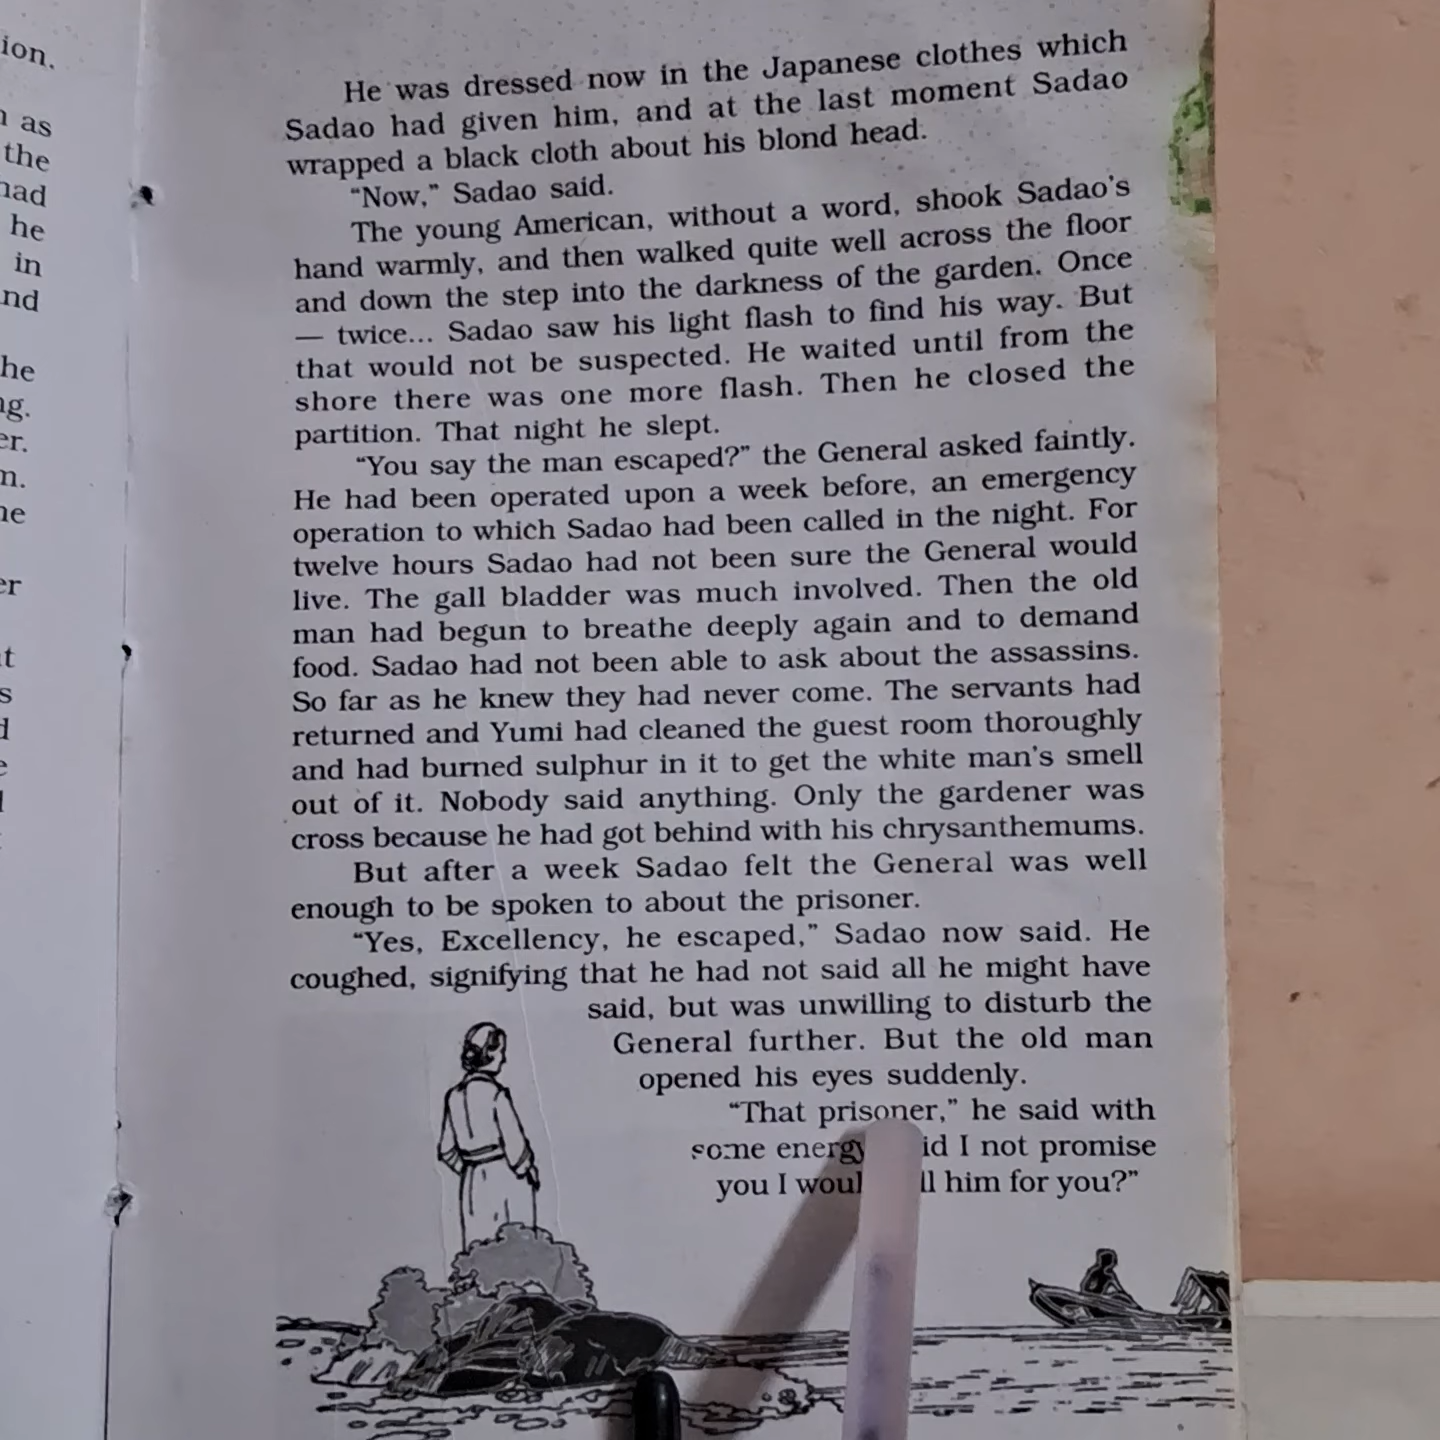 ion.
as
the
had
he
in
nd
he
ng.
er.
n.
ne
er
t
s
d
e
He was dressed now in the Japanese clothes which
Sadao had given him, and at the last moment Sadao
wrapped a black cloth about his blond head.
“Now,” Sadao said.
The young American, without a word, shook Sadao’s
hand warmly, and then walked quite well across the floor
and down the step into the darkness of the garden. Once
— twice... Sadao saw his light flash to find his way. But
that would not be suspected. He waited until from the
shore there was one more flash. Then he closed the
partition. That night he slept.
“You say the man escaped?” the General asked faintly.
He had been operated upon a week before, an emergency
operation to which Sadao had been called in the night. For
twelve hours Sadao had not been sure the General would
live. The gall bladder was much involved. Then the old
man had begun to breathe deeply again and to demand
food. Sadao had not been able to ask about the assassins.
So far as he knew they had never come. The servants had
returned and Yumi had cleaned the guest room thoroughly
and had burned sulphur in it to get the white man’s smell
out of it. Nobody said anything. Only the gardener was
cross because he had got behind with his chrysanthemums.
But after a week Sadao felt the General was well
enough to be spoken to about the prisoner.
“Yes, Excellency, he escaped,” Sadao now said. He
coughed, signifying that he had not said all he might have
said, but was unwilling to disturb the
General further. But the old man
opened his eyes suddenly.
“That prisoner,” he said with
some energy I not promise
you I him for you?”